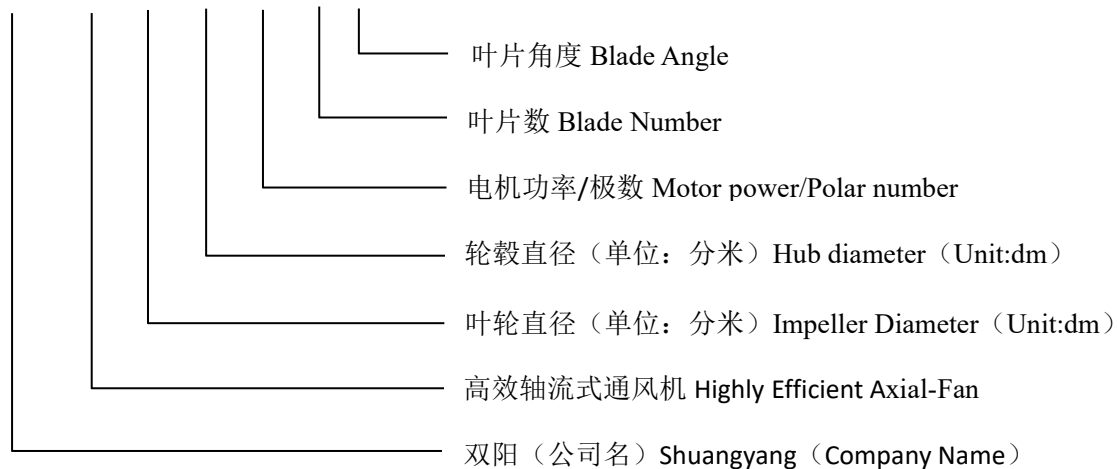 叶片角度 Blade Angle
叶片数 Blade Number
电机功率/极数 Motor power/Polar number
轮毂直径（单位：分米）Hub diameter（Unit:dm）
叶轮直径（单位：分米）Impeller Diameter（Unit:dm）
高效轴流式通风机 Highly Efficient Axial-Fan
双阳（公司名）Shuangyang（Company Name）